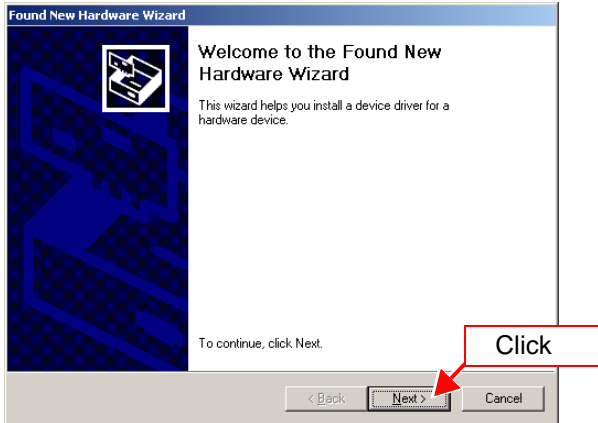 Found New Hardware Wizard
Welcome to the Found New
Hardware Wizard
This wizard helps you install a device driver for a
hardware device.
To continue, click Next.
Click
< Back
Next >
Cancel